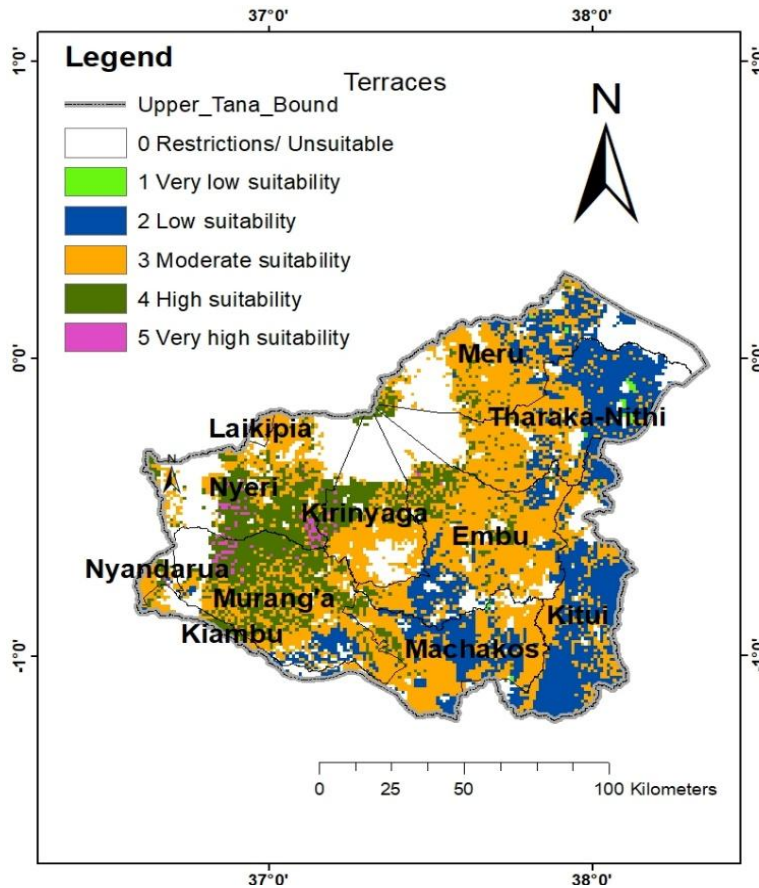 37°0' 38°0'
1°0' 1°0'
Legend
Terraces
N
Upper_Tana_Bound
0 Restrictions/ Unsuitable
1 Very low suitability
2 Low suitability
3 Moderate suitability
4 High suitability
5 Very high suitability
0°0' 0°0'
Meru
Tharaka-Nithi
Laikipia
N
Nyeri
Kirinyaga
Embu
Nyandarua
Murang'a
Kitui
Kiambu
Machakos
-1°0' -1°0'
0 25 50 100 Kilometers
37°0' 38°0'